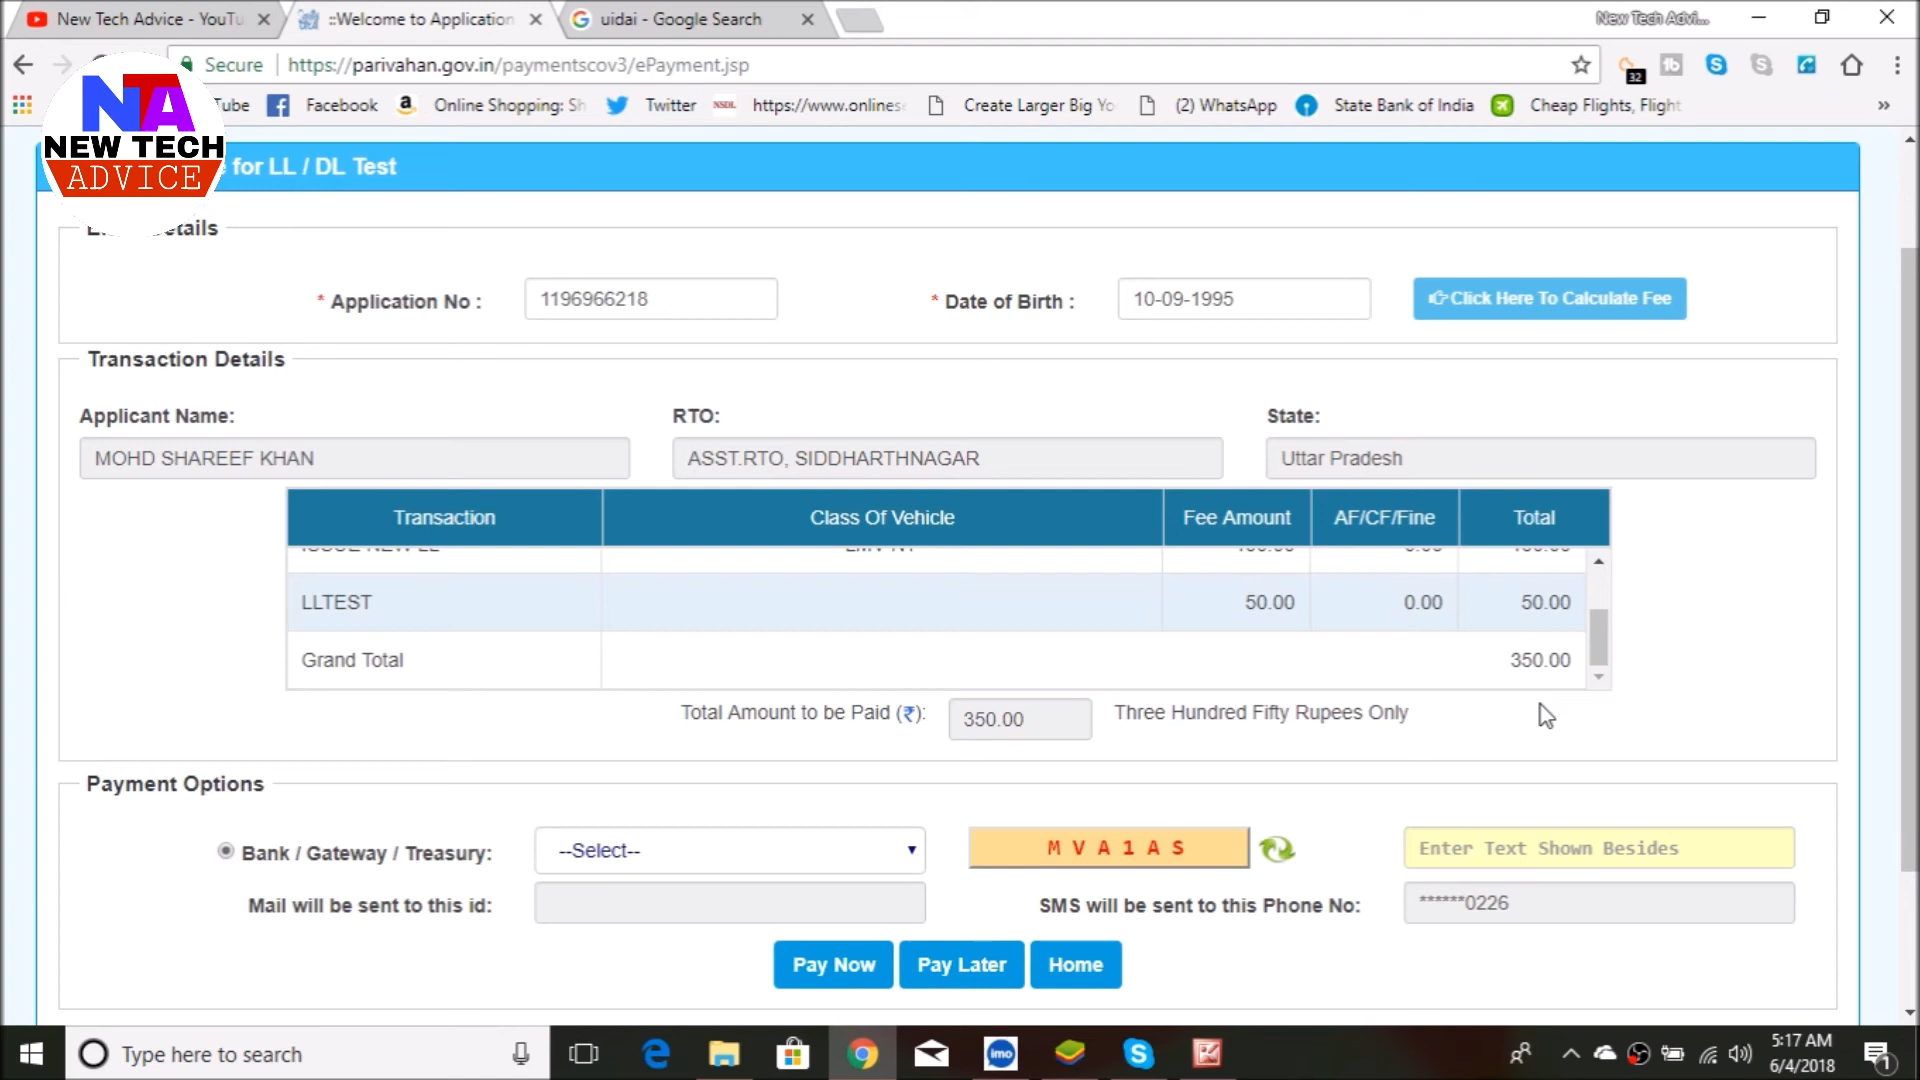 New Tech Advice - YouTu
::Welcome to Application
uidai - Google Search
New Tech Advi...
Secure
https://parivahan.gov.in/paymentscov3/ePayment.jsp
32
Tube
Facebook
Online Shopping: Sh
Twitter
NSDL
https://www.onlines
Create Larger Big Yo
(2) WhatsApp
State Bank of India
Cheap Flights, Flight
»
NTA
NEW TECH
ADVICE
for LL / DL Test
* Application No :
1196966218
* Date of Birth :
10-09-1995
Click Here To Calculate Fee
Transaction Details
Applicant Name:
RTO:
State:
MOHD SHAREEF KHAN
ASST.RTO, SIDDHARTHNAGAR
Uttar Pradesh
Transaction
Class Of Vehicle
Fee Amount
AF/CF/Fine
Total
LLTEST
50.00
0.00
50.00
Grand Total
350.00
Total Amount to be Paid (₹):
350.00
Three Hundred Fifty Rupees Only
Payment Options
Bank / Gateway / Treasury:
--Select--
M V A 1 A S
Enter Text Shown Besides
Mail will be sent to this id:
SMS will be sent to this Phone No:
******0226
Pay Now
Pay Later
Home
Type here to search
imo
5:17 AM
6/4/2018
1